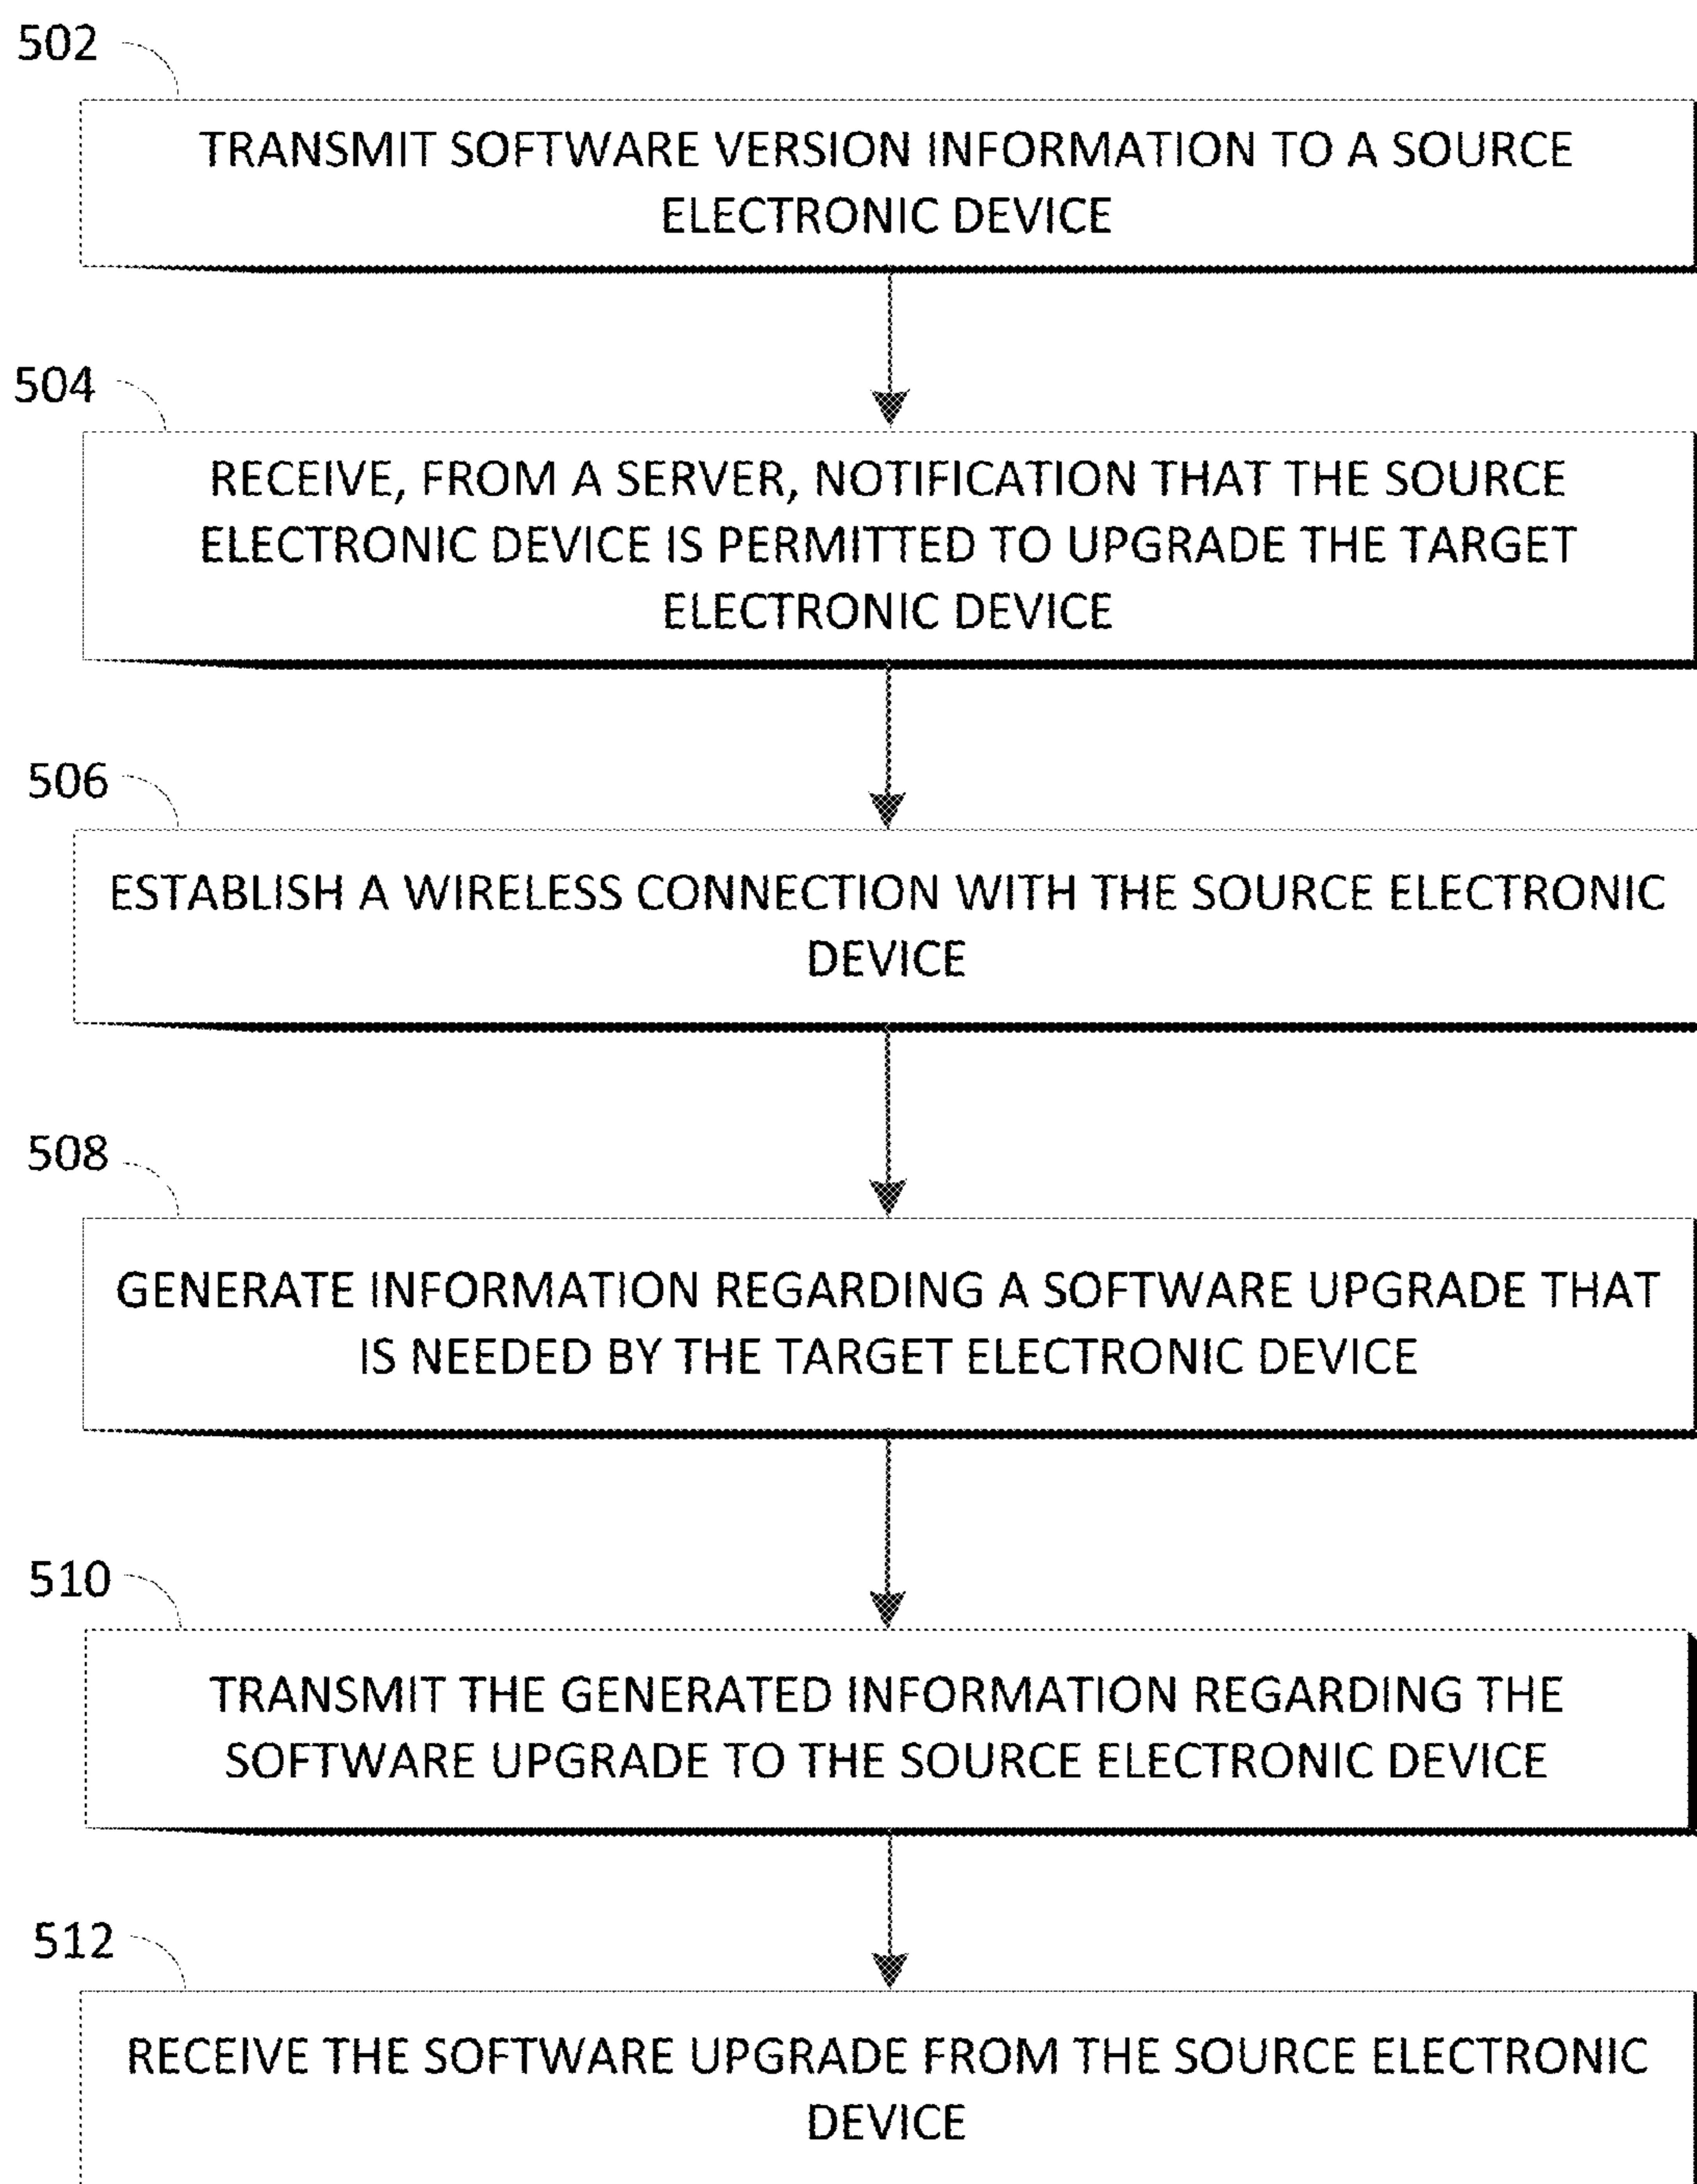 502
TRANSMIT SOFTWARE VERSION INFORMATION TO A SOURCE
ELECTRONIC DEVICE
504
RECEIVE, FROM A SERVER, NOTIFICATION THAT THE SOURCE
ELECTRONIC DEVICE IS PERMITTED TO UPGRADE THE TARGET
ELECTRONIC DEVICE
506
ESTABLISH A WIRELESS CONNECTION WITH THE SOURCE ELECTRONIC
DEVICE
508
GENERATE INFORMATION REGARDING A SOFTWARE UPGRADE THAT
IS NEEDED BY THE TARGET ELECTRONIC DEVICE
510
TRANSMIT THE GENERATED INFORMATION REGARDING THE
SOFTWARE UPGRADE TO THE SOURCE ELECTRONIC DEVICE
512
RECEIVE THE SOFTWARE UPGRADE FROM THE SOURCE ELECTRONIC
DEVICE